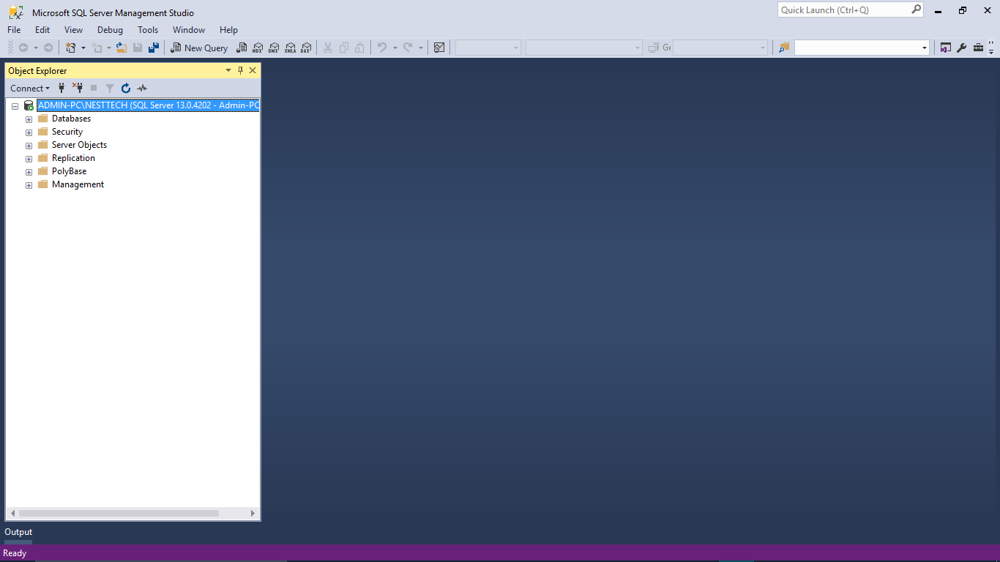 Microsoft SQL Server Management Studio
Quick Launch (Ctrl+Q)
File Edit View Debug Tools Window Help
New Query MDX DMX XMLA DAX Ge
Object Explorer
Connect
ADMIN-PC\NESTTECH (SQL Server 13.0.4202 - Admin-PC
Databases
Security
Server Objects
Replication
PolyBase
Management
Output
Ready